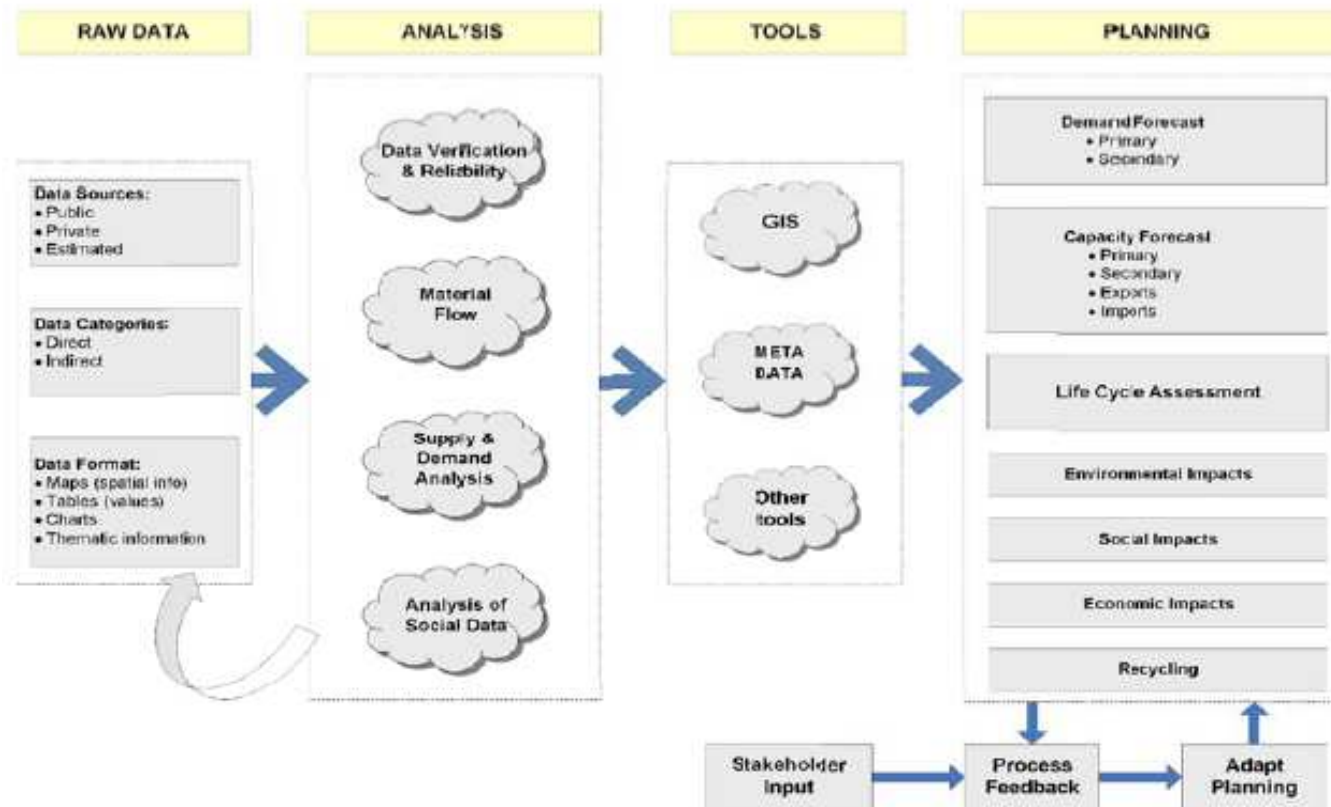 RAW DATA
ANALYSIS
TOOLS
PLANNING
Data Sources:
• Public
• Private
• Estimated
Data Categories:
• Direct
• Indirect
Data Format:
• Maps (spatial info)
• Tables (values)
• Charts
• Thematic information
Data Verification
& Reliability
Material
Flow
Supply &
Demand
Analysis
Analysis of
Social Data
GIS
META
DATA
Other
tools
Demand Forecast
• Primary
• Secondary
Capacity Forecast
• Primary
• Secondary
• Exports
• Imports
Life Cycle Assessment
Environmental Impacts
Social Impacts
Economic Impacts
Recycling
Stakeholder
Input
Process
Feedback
Adapt
Planning